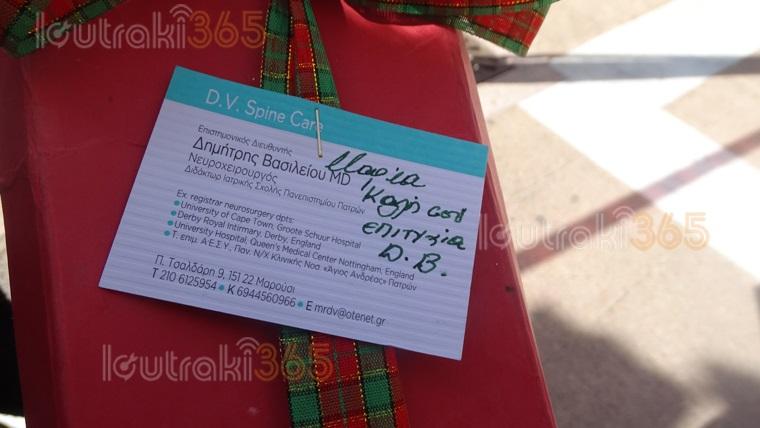 loutraki365
D.V. Spine Care
Επιστημονικός Διευθυντής
Δημήτρης Βασιλείου MD
Νευροχειρουργός
Διδάκτωρ Ιατρικής Σχολής Πανεπιστημίου Πατρών
Ex. registrar neurosurgery dpts:
• University of Cape Town, Groote Schuur Hospital
• Derby Royal Infirmary, Derby, England
• University Hospital, Queen's Medical Center Nottingham, England
• Τ. επιμ. Α·Ε.Σ.Υ., Παν. Ν/Χ Κλινικής Νοσ. «Άγιος Ανδρέας» Πατρών
Π. Τσαλδάρη 9, 151 22 Μαρούσι
Τ 210 6125954 • Κ 6944560966 • Ε mrdv@otenet.gr
Μαρία
Καλή σου
επιτυχία
D.B.
loutraki365
loutraki365